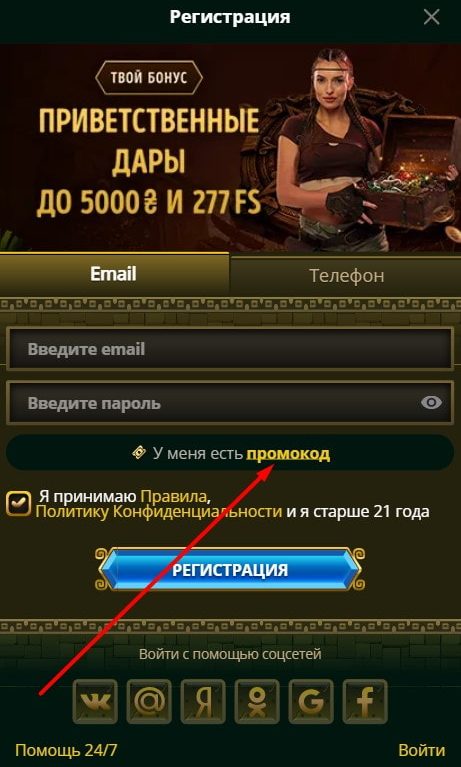 Регистрация
ТВОЙ БОНУС
ПРИВЕТСТВЕННЫЕ
ДАРЫ
ДО 5000 ₴ И 277 FS
Email
Телефон
Введите email
Введите пароль
У меня есть промокод
Я принимаю Правила,
Политику Конфиденциальности и я старше 21 года
РЕГИСТРАЦИЯ
Войти с помощью соцсетей
Помощь 24/7
Войти